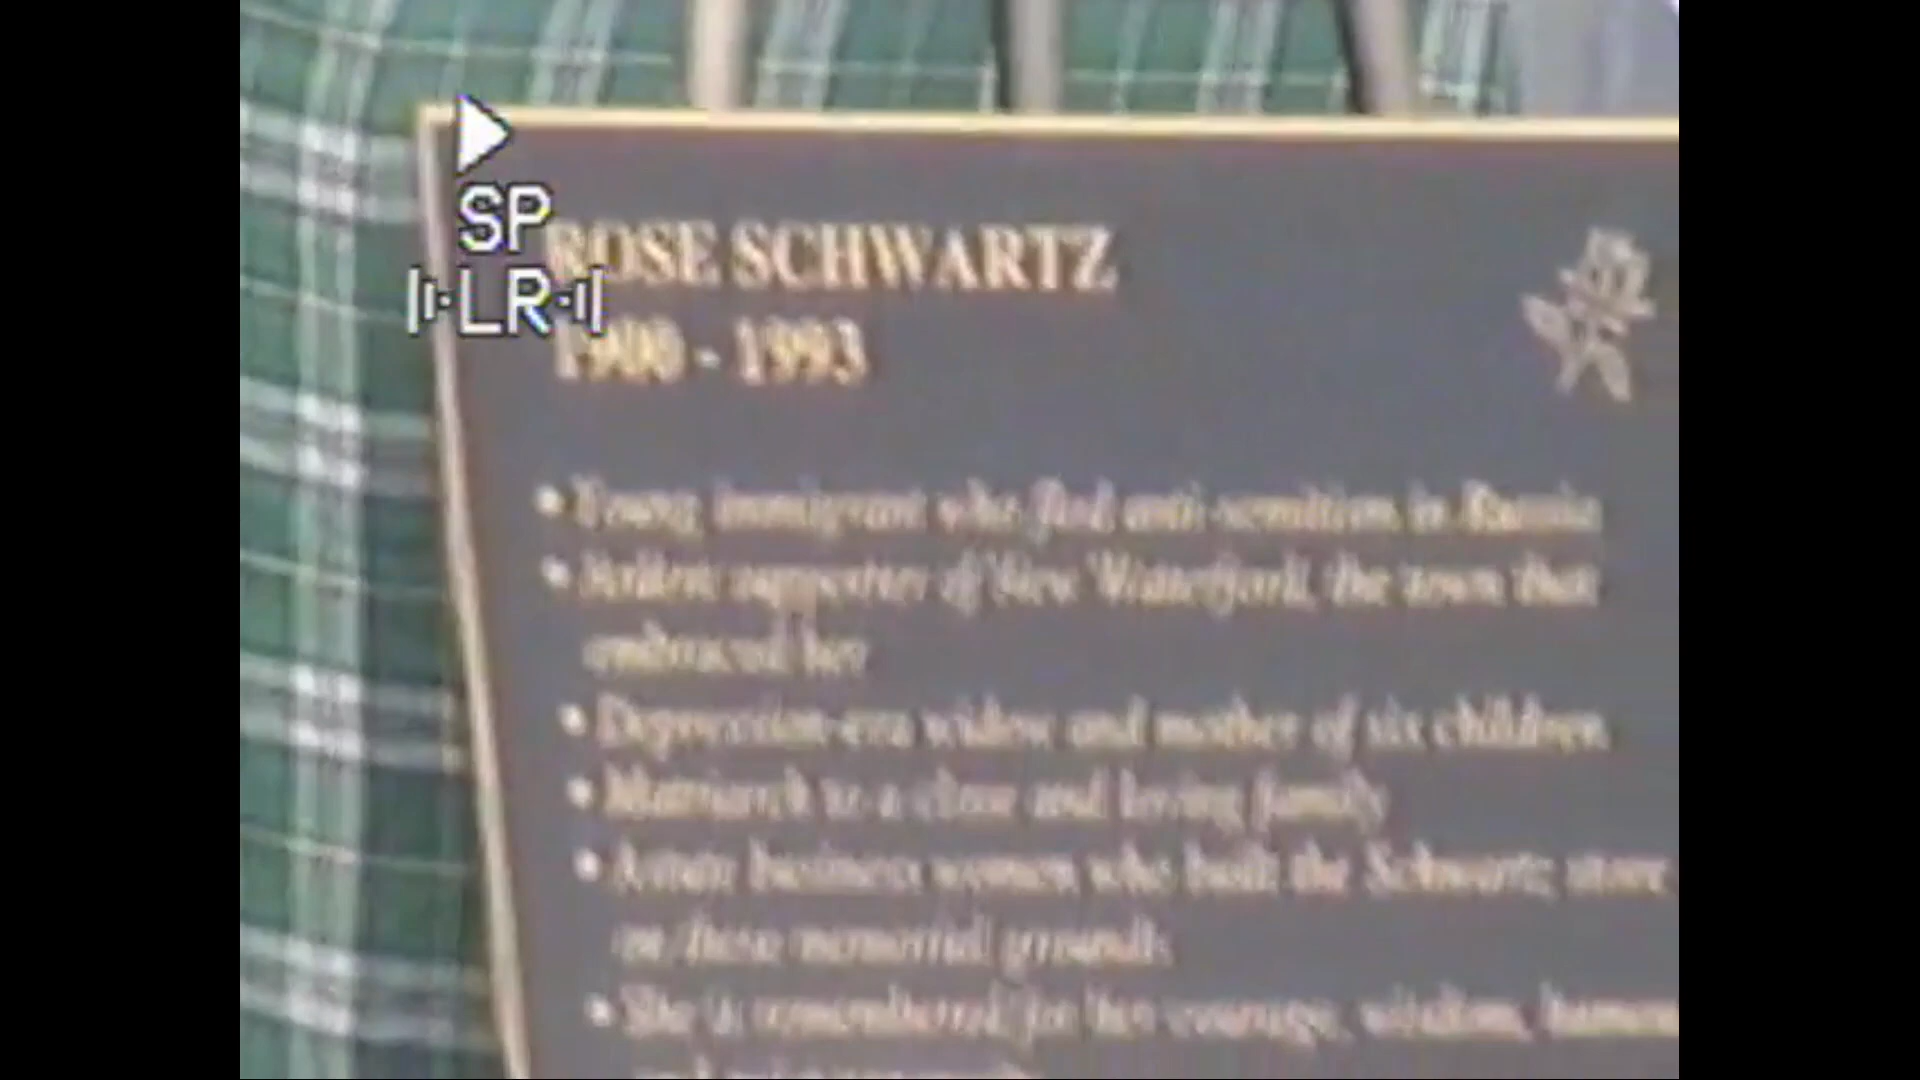 SP
LR
ROSE SCHWARTZ
1900 - 1993
• Young immigrant who fled anti-semitism in Russia
• Ardent supporter of New Waterford, the town that
embraced her
• Depression-era widow and mother of six children
• Matriarch to a close and loving family
• Astute business women who built the Schwartz store
on these memorial grounds
• She is remembered for her courage, wisdom,